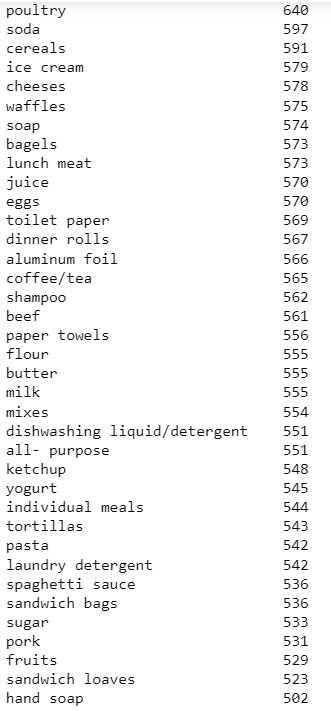 poultry 640
soda 597
cereals 591
ice cream 579
cheeses 578
waffles 575
soap 574
bagels 573
lunch meat 573
juice 570
eggs 570
toilet paper 569
dinner rolls 567
aluminum foil 566
coffee/tea 565
shampoo 562
beef 561
paper towels 556
flour 555
butter 555
milk 555
mixes 554
dishwashing liquid/detergent 551
all- purpose 551
ketchup 548
yogurt 545
individual meals 544
tortillas 543
pasta 542
laundry detergent 542
spaghetti sauce 536
sandwich bags 536
sugar 533
pork 531
fruits 529
sandwich loaves 523
hand soap 502